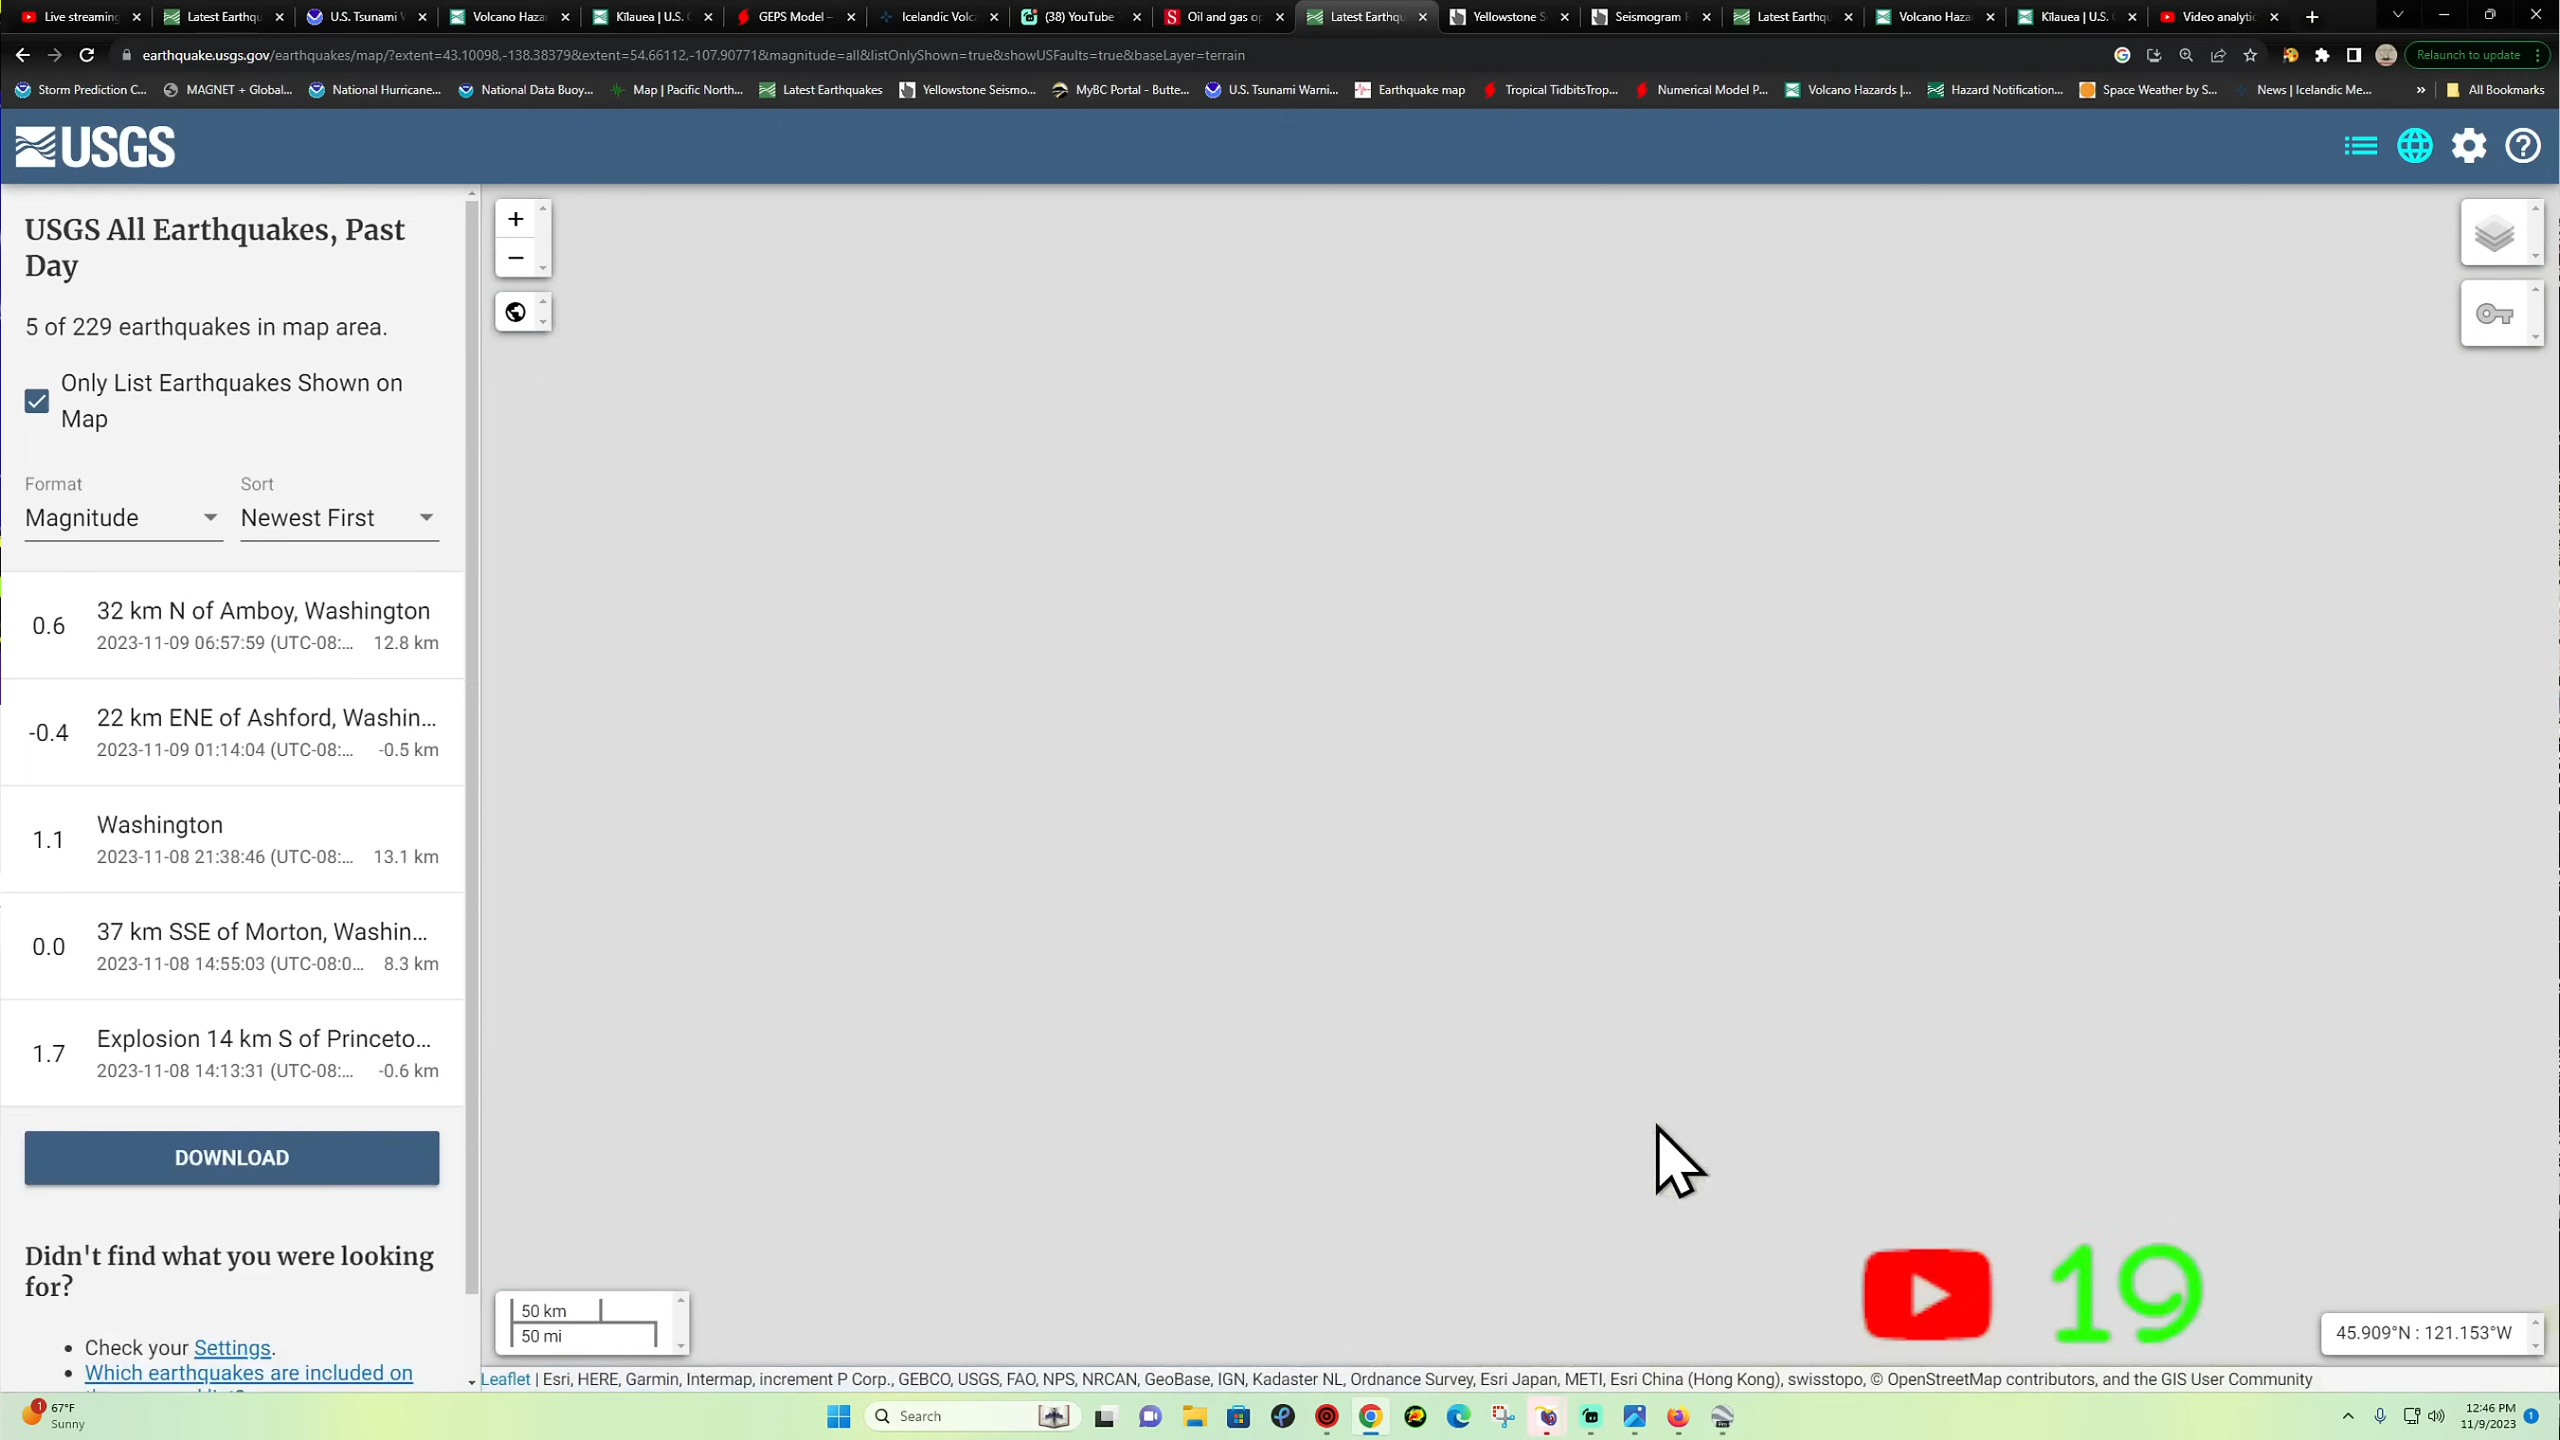 Live streaming
Latest Earthqu
U.S. Tsunami
Volcano Haza
Kīlauea | U.S.
GEPS Model –
Icelandic Volc
(38) YouTube
Oil and gas op
Latest Earthqu
Yellowstone S
Seismogram
Latest Earthqu
Volcano Haza
Kīlauea | U.S.
Video analytic
earthquake.usgs.gov/earthquakes/map/?extent=43.10098,-138.38379&extent=54.66112,-107.90771&magnitude=all&listOnlyShown=true&showUSFaults=true&baseLayer=terrain
Relaunch to update
Storm Prediction C...
MAGNET + Global...
National Hurricane...
National Data Buoy...
Map | Pacific North...
Latest Earthquakes
Yellowstone Seismo...
MyBC Portal - Butte...
U.S. Tsunami Warni...
Earthquake map
Tropical TidbitsTrop...
Numerical Model P...
Volcano Hazards |...
Hazard Notification...
Space Weather by S...
News | Icelandic Me...
»
All Bookmarks
USGS
USGS All Earthquakes, Past
Day
5 of 229 earthquakes in map area.
Only List Earthquakes Shown on
Map
Format
Sort
Magnitude
Newest First
0.6
32 km N of Amboy, Washington
2023-11-09 06:57:59 (UTC-08:... 12.8 km
-0.4
22 km ENE of Ashford, Washin...
2023-11-09 01:14:04 (UTC-08:... -0.5 km
1.1
Washington
2023-11-08 21:38:46 (UTC-08:... 13.1 km
0.0
37 km SSE of Morton, Washin...
2023-11-08 14:55:03 (UTC-08:0... 8.3 km
1.7
Explosion 14 km S of Princeto...
2023-11-08 14:13:31 (UTC-08:... -0.6 km
DOWNLOAD
Didn't find what you were looking
for?
• Check your Settings.
• Which earthquakes are included on
+
−
50 km
50 mi
19
45.909°N : 121.153°W
Leaflet | Esri, HERE, Garmin, Intermap, increment P Corp., GEBCO, USGS, FAO, NPS, NRCAN, GeoBase, IGN, Kadaster NL, Ordnance Survey, Esri Japan, METI, Esri China (Hong Kong), swisstopo, © OpenStreetMap contributors, and the GIS User Community
1
67°F
Sunny
Search
12:46 PM
11/9/2023
1